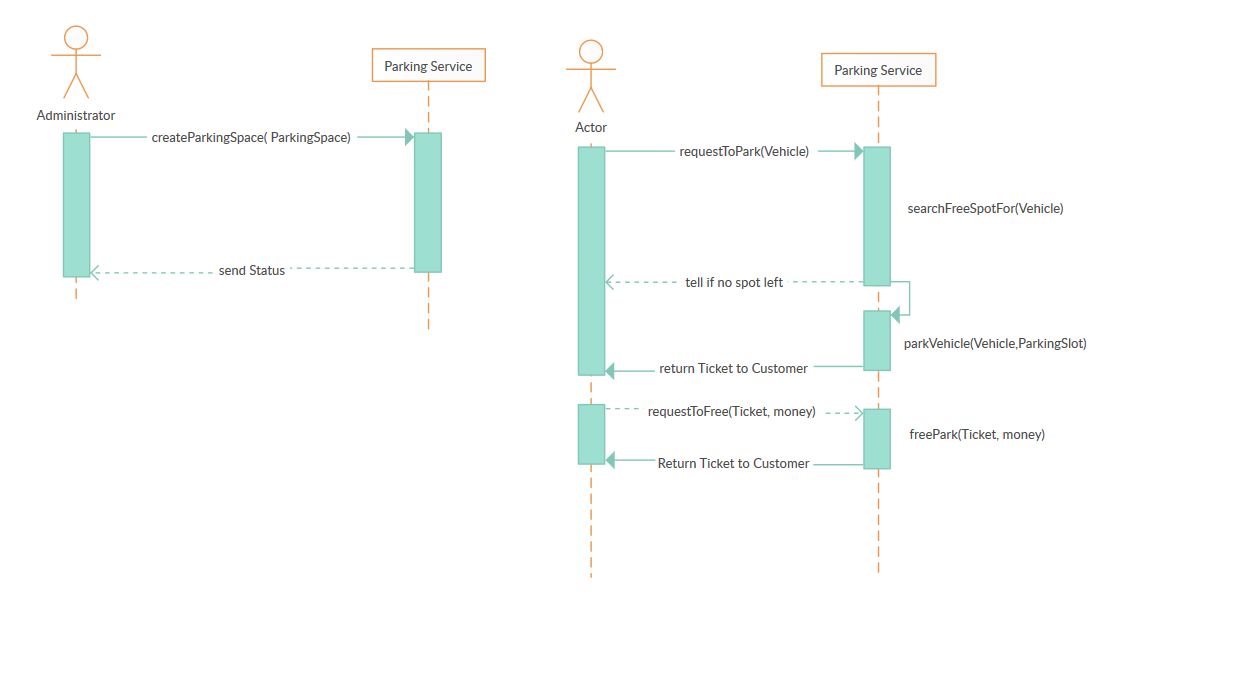 Administrator
Parking Service
createParkingSpace( ParkingSpace)
send Status
Actor
Parking Service
requestToPark(Vehicle)
searchFreeSpotFor(Vehicle)
tell if no spot left
parkVehicle(Vehicle,ParkingSlot)
return Ticket to Customer
requestToFree(Ticket, money)
freePark(Ticket, money)
Return Ticket to Customer